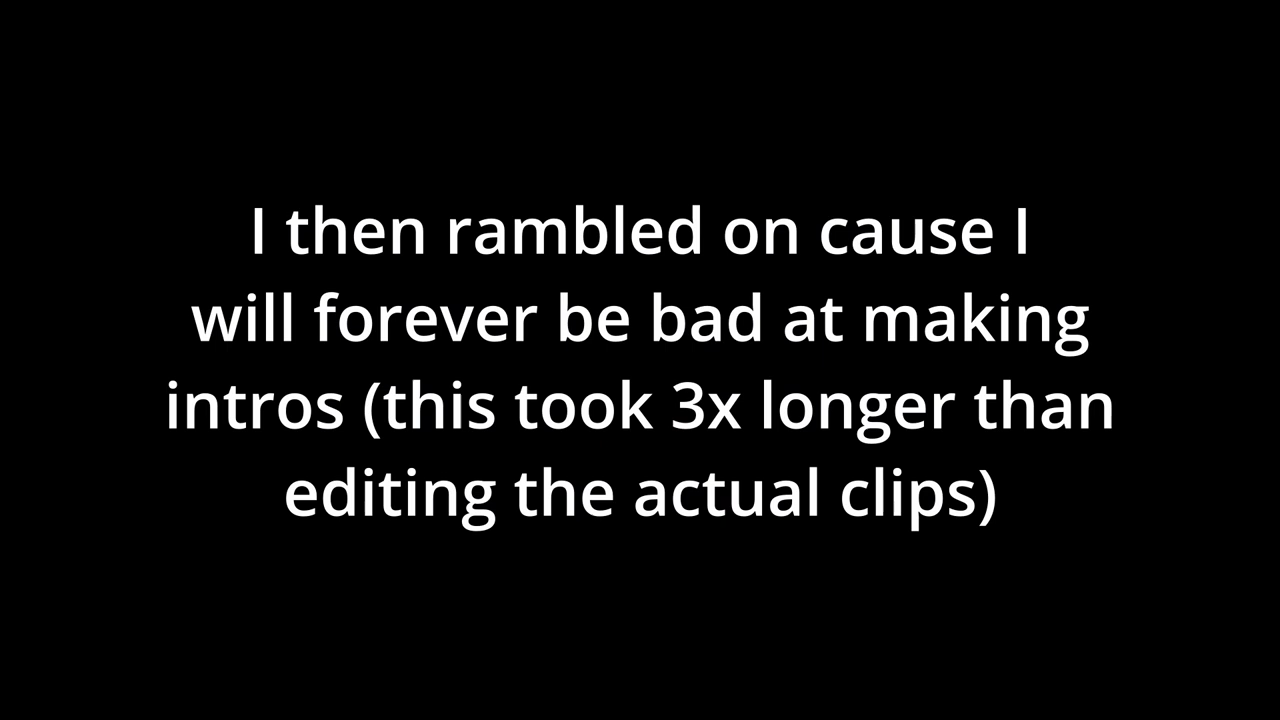 I then rambled on cause I
will forever be bad at making
intros (this took 3x longer than
editing the actual clips)